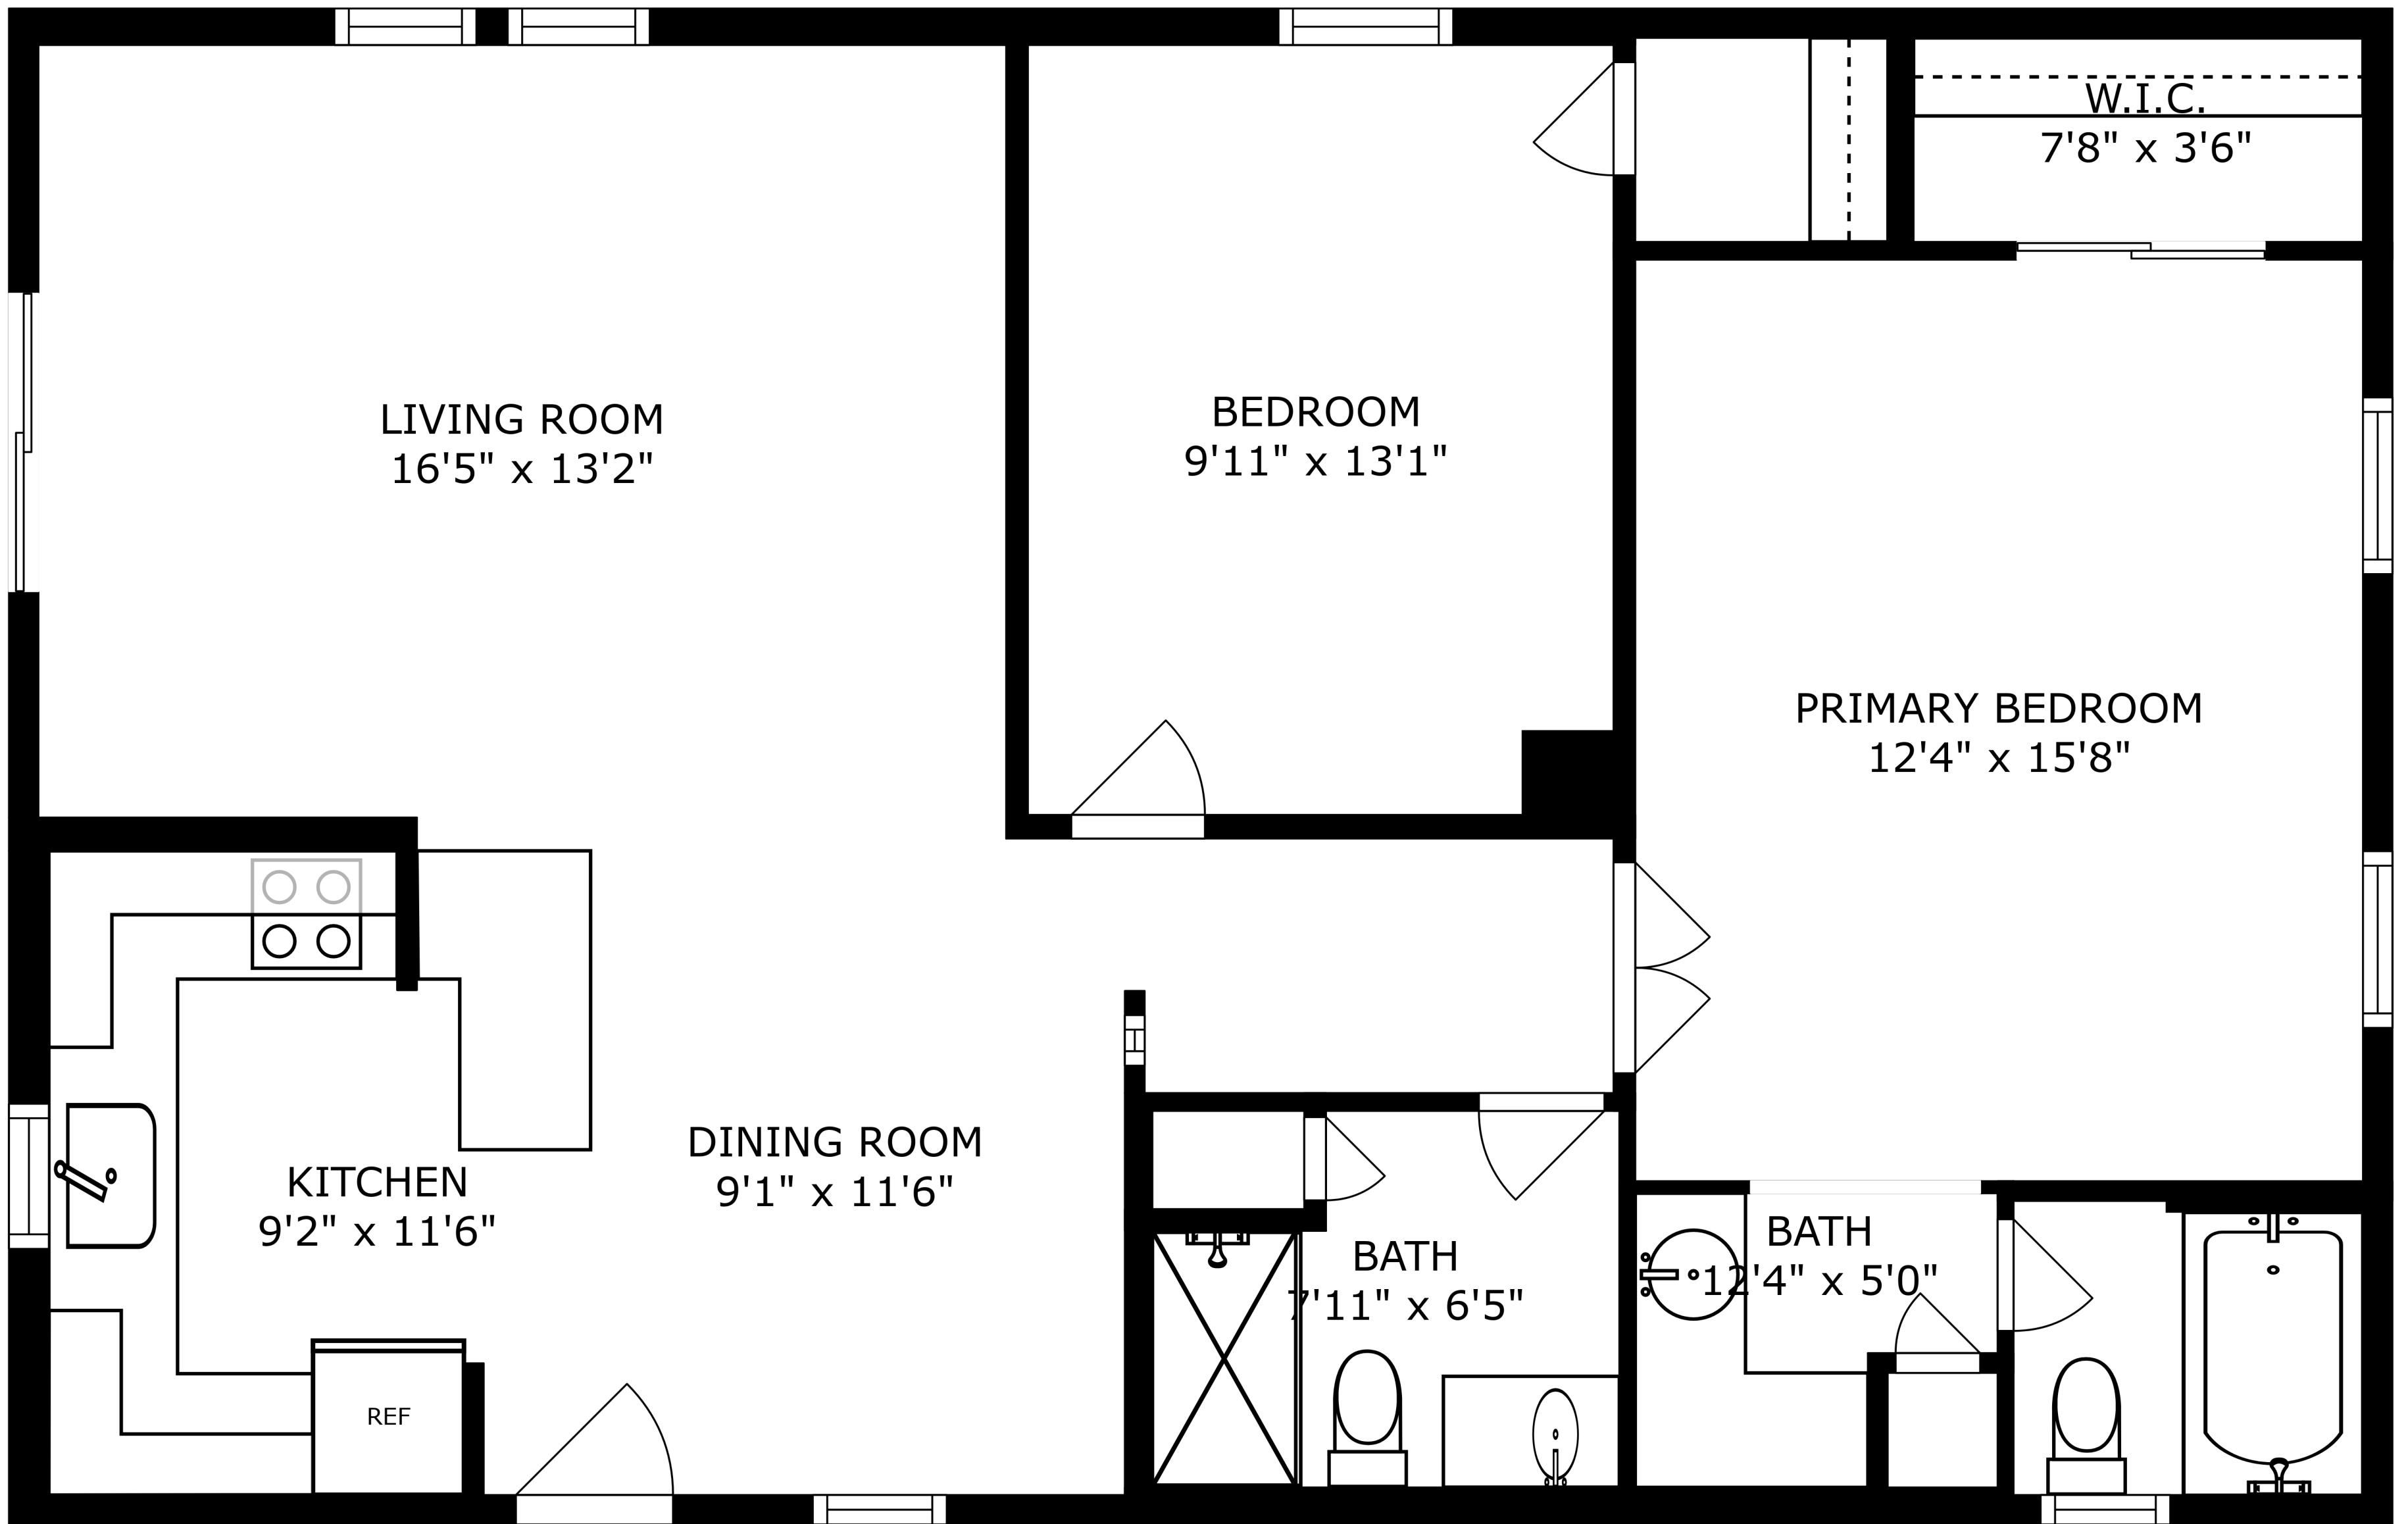 W.I.C.
7'8" x 3'6"
LIVING ROOM
16'5" x 13'2"
BEDROOM
9'11" x 13'1"
PRIMARY BEDROOM
12'4" x 15'8"
KITCHEN
9'2" x 11'6"
DINING ROOM
9'1" x 11'6"
BATH
7'11" x 6'5"
BATH
12'4" x 5'0"
REF